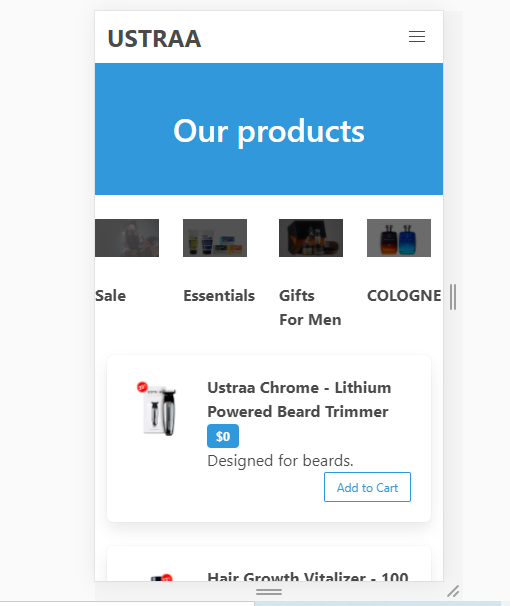 USTRAA
Our products
Sale
Essentials
Gifts
For Men
COLOGNE
Ustraa Chrome - Lithium
Powered Beard Trimmer
$0
Designed for beards.
Add to Cart
Hair Growth Vitalizer - 100